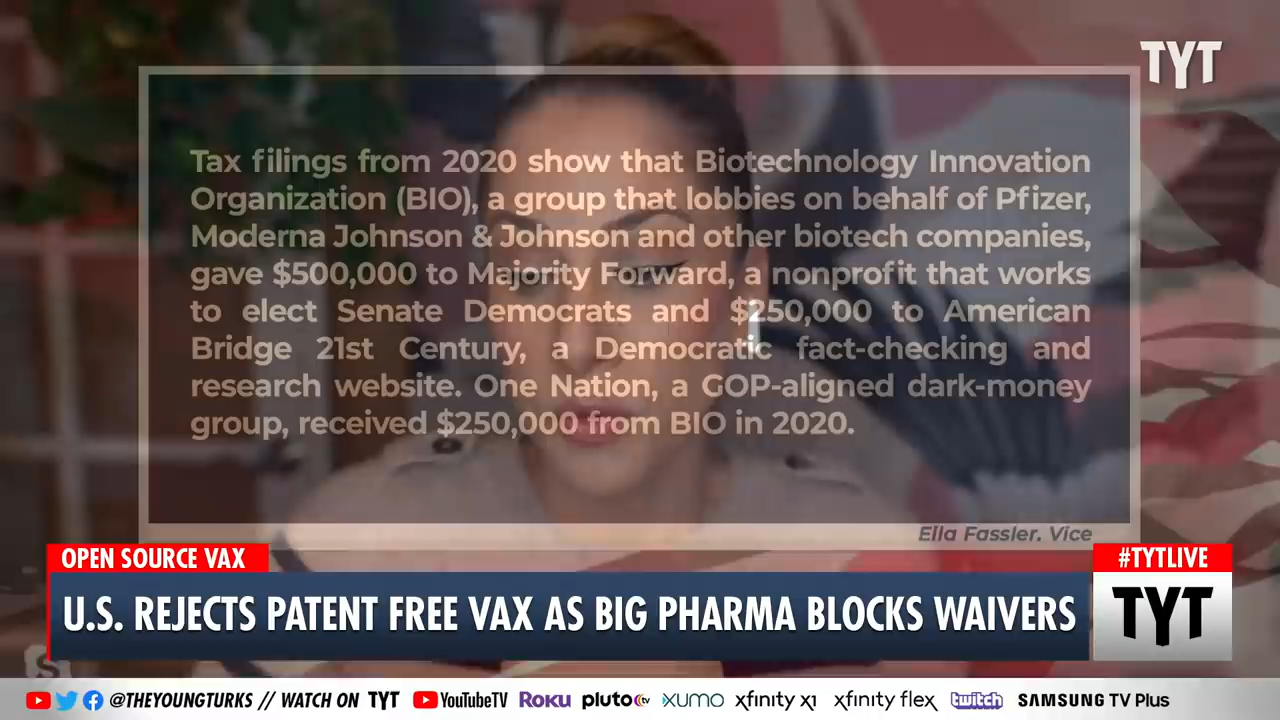 TYT
Tax filings from 2020 show that Biotechnology Innovation
Organization (BIO), a group that lobbies on behalf of Pfizer,
Moderna Johnson & Johnson and other biotech companies,
gave $500,000 to Majority Forward, a nonprofit that works
to elect Senate Democrats and $250,000 to American
Bridge 21st Century, a Democratic fact-checking and
research website. One Nation, a GOP-aligned dark-money
group, received $250,000 from BIO in 2020.
Ella Fassler. Vice
OPEN SOURCE VAX
#TYTLIVE
U.S. REJECTS PATENT FREE VAX AS BIG PHARMA BLOCKS WAIVERS
TYT
@THEYOUNGTURKS // WATCH ON TYT YouTubeTV ROKU pluto tv XUMO xfinity x1 xfinity flex twitch SAMSUNG TV Plus